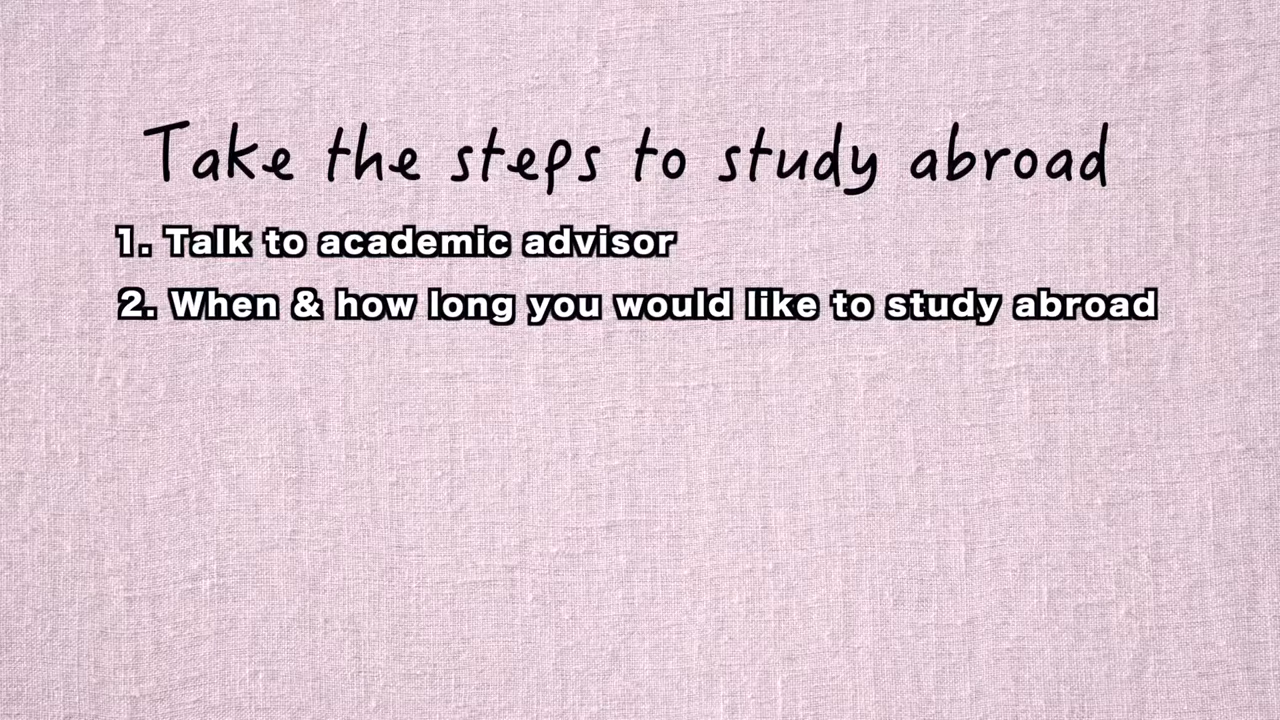 Take the steps to study abroad
1. Talk to academic advisor
2. When & how long you would like to study abroad